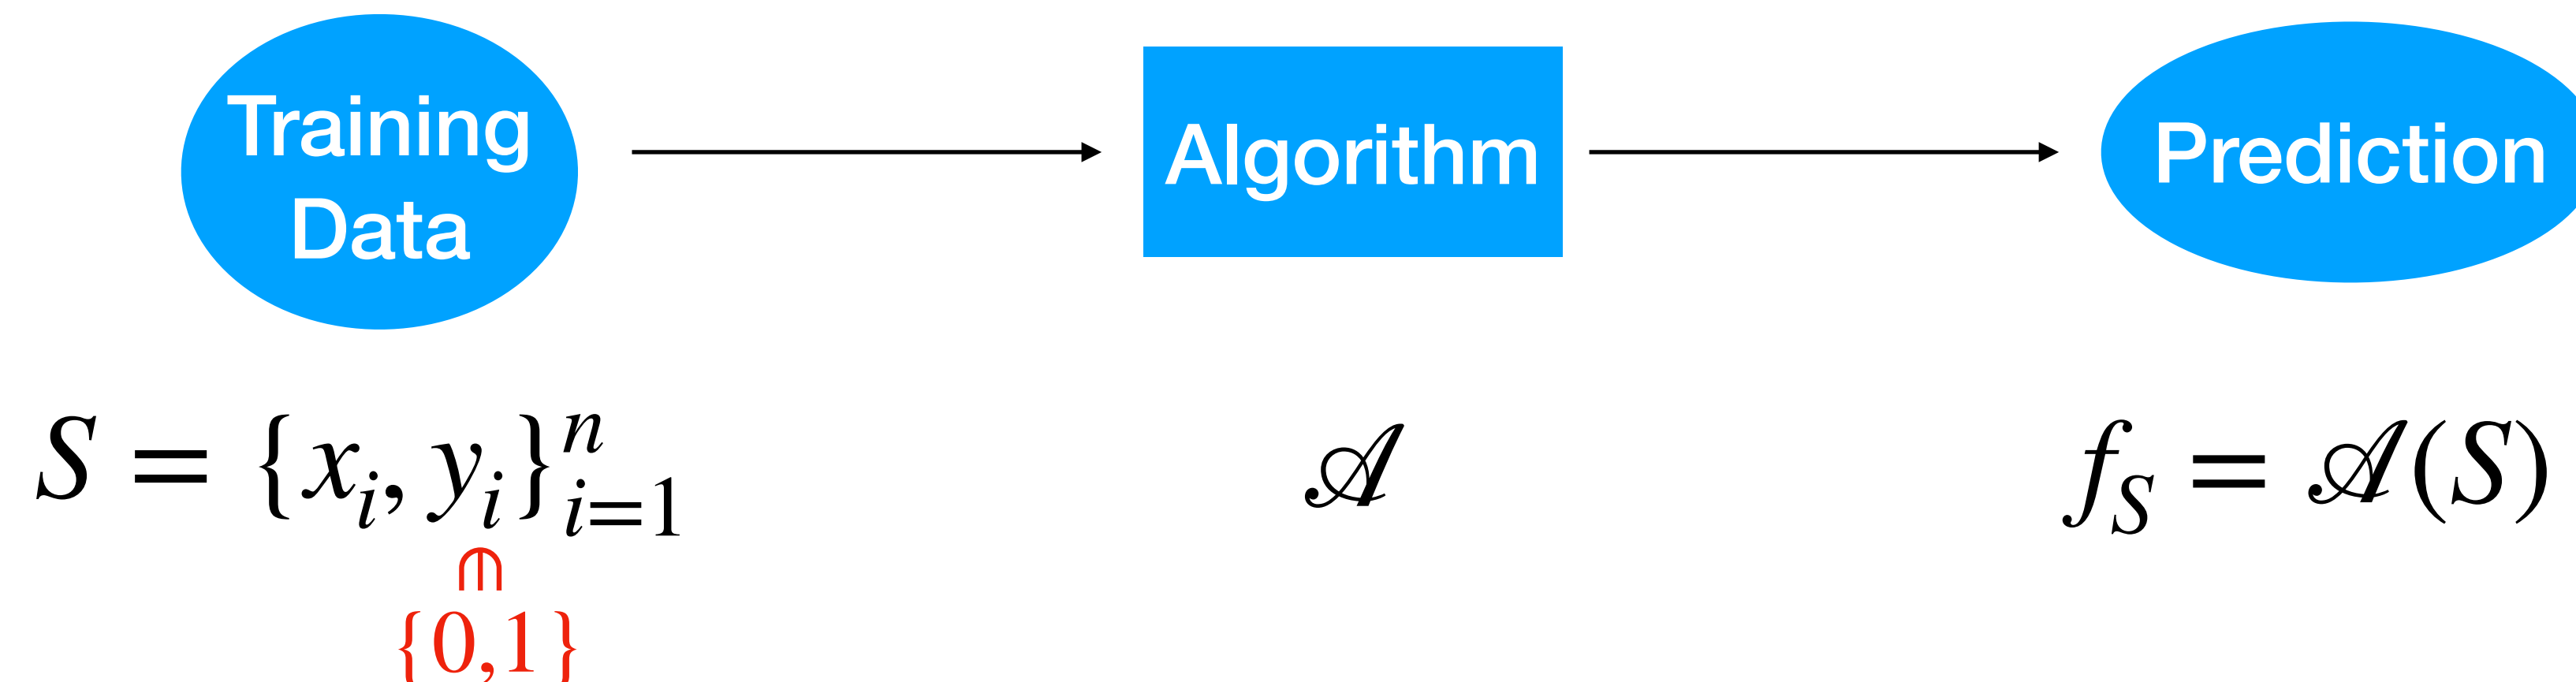 Training
Data
Algorithm
Prediction
S = {x_i, y_i}_{i=1}^n
∈
{0,1}
𝒜
f_S = 𝒜(S)